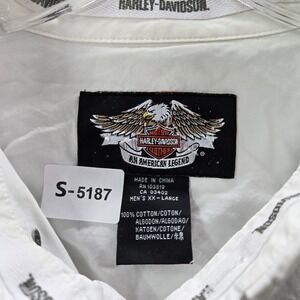 HARLEY-DAVIDSON
MOTOR
HARLEY-DAVIDSON
AN AMERICAN LEGEND
MADE IN CHINA
RN 103819
CA 03402
MEN'S XX-LARGE
S-5187
100% COTTON/COTON/
ALGODON/ALGODAO/
KATOEN/COTONE/
BAUMWOLLE/